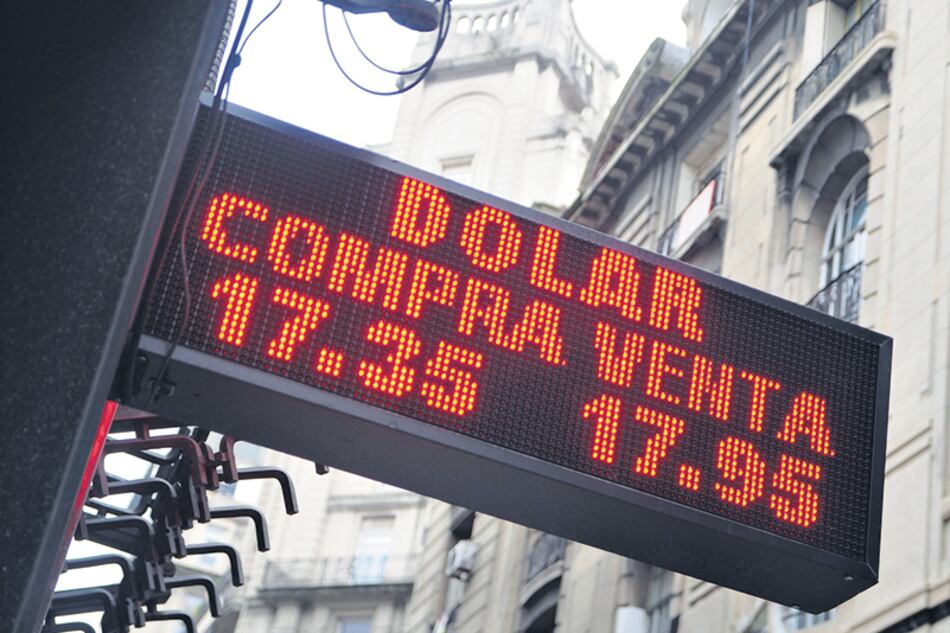 DOLAR
COMPRA VENTA
17.35 17.95